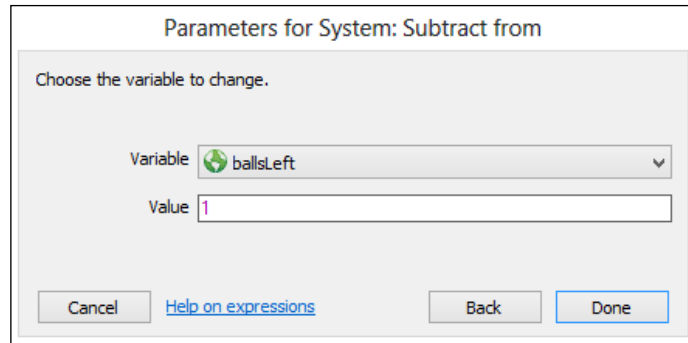 Parameters for System: Subtract from
Choose the variable to change.
Variable ballsLeft
Value 1
Cancel Help on expressions Back Done